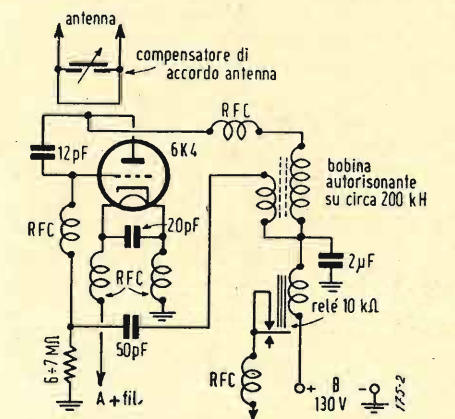 antenna
compensatore di
accordo antenna
RFC
12pF
6K4
bobina
autorisonante
su circa 200 kH
RFC
20pF
RFC
2µF
relé 10 kΩ
50pF
6÷7 MΩ
A + fil.
RFC
+ B -
130 V
175-2